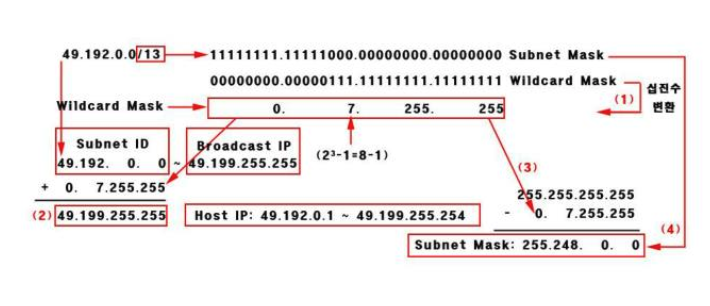 49.192.0.0/13 11111111.11111000.00000000.00000000 Subnet Mask
00000000.00000111.11111111.11111111 Wildcard Mask
(1) 십진수
변환
Wildcard Mask 0. 7. 255. 255
Subnet ID Broadcast IP (2³-1=8-1)
49.192. 0. 0 ~ 49.199.255.255 (3)
+ 0. 7.255.255 255.255.255.255
(2) 49.199.255.255 Host IP: 49.192.0.1 ~ 49.199.255.254 - 0. 7.255.255
(4)
Subnet Mask: 255.248. 0. 0